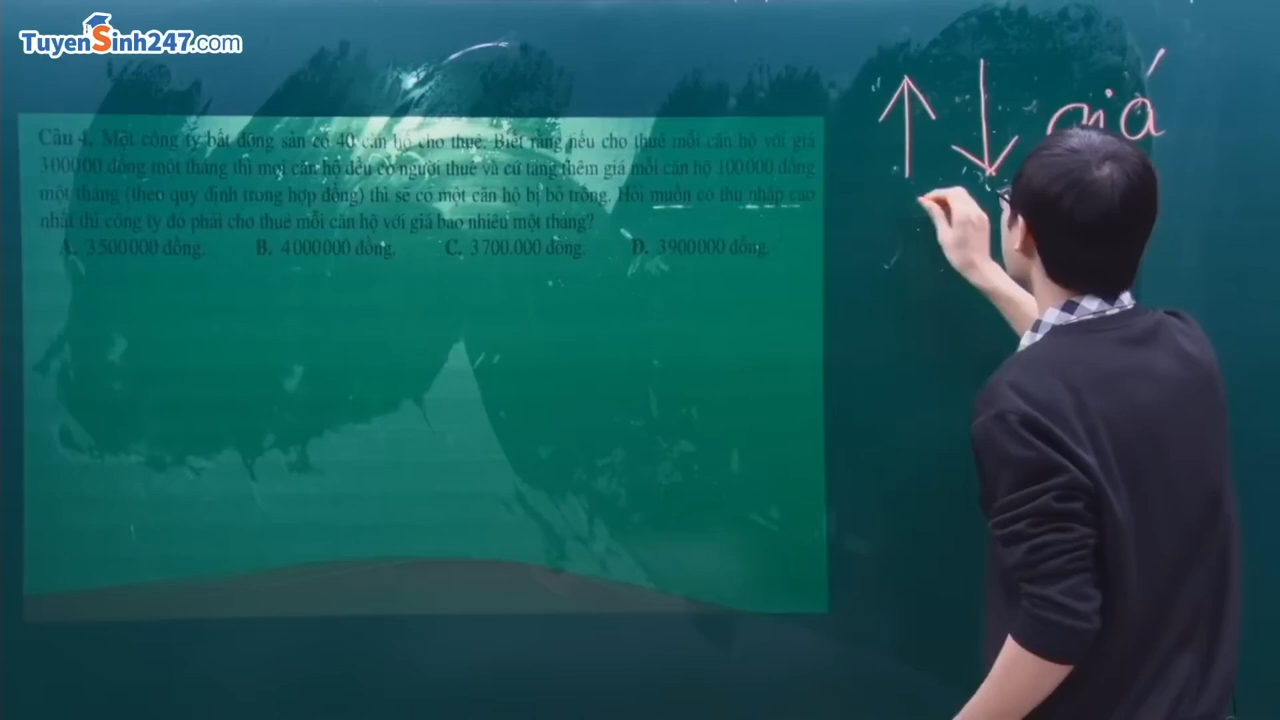 TuyenSinh247.com
Câu 4. Một công ty bất động sản có 40 căn hộ cho thuê. Biết rằng nếu cho thuê mỗi căn hộ với giá
3000000 đồng một tháng thì mọi căn hộ đều có người thuê và cứ tăng thêm giá mỗi căn hộ 100000 đồng
một tháng (theo quy định trong hợp đồng) thì sẽ có một căn hộ bị bỏ trống. Hỏi muốn có thu nhập cao
nhất thì công ty đó phải cho thuê mỗi căn hộ với giá bao nhiêu một tháng?
A. 3500000 đồng. B. 4000000 đồng. C. 3700.000 đồng. D. 3900000 đồng.
giá